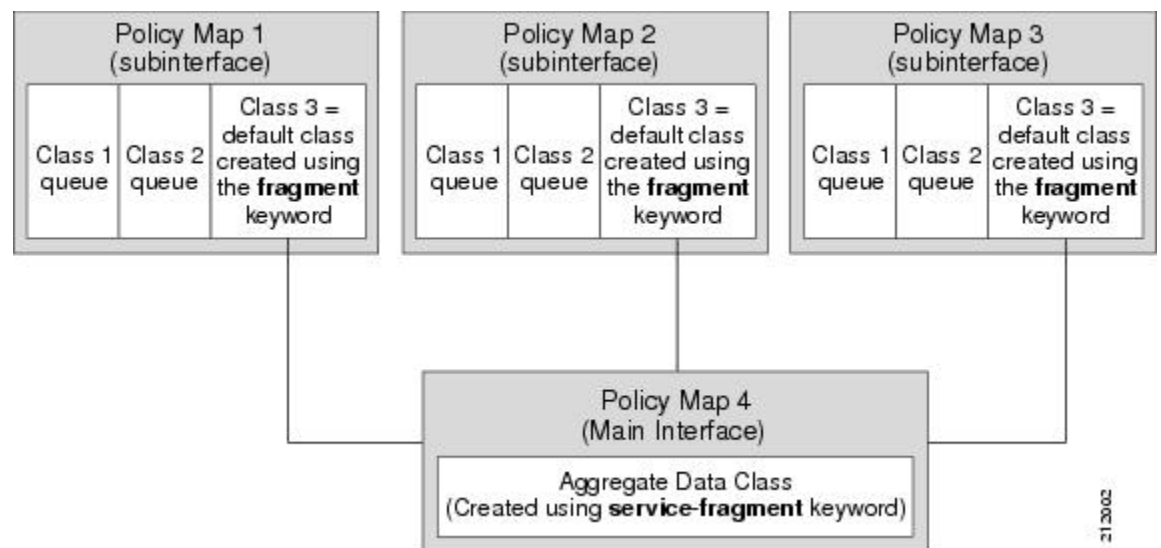 Policy Map 1
(subinterface)
Class 1
queue
Class 2
queue
Class 3 =
default class
created using
the fragment
keyword
Policy Map 2
(subinterface)
Class 1
queue
Class 2
queue
Class 3 =
default class
created using
the fragment
keyword
Policy Map 3
(subinterface)
Class 1
queue
Class 2
queue
Class 3 =
default class
created using
the fragment
keyword
Policy Map 4
(Main Interface)
Aggregate Data Class
(Created using service-fragment keyword)
212002